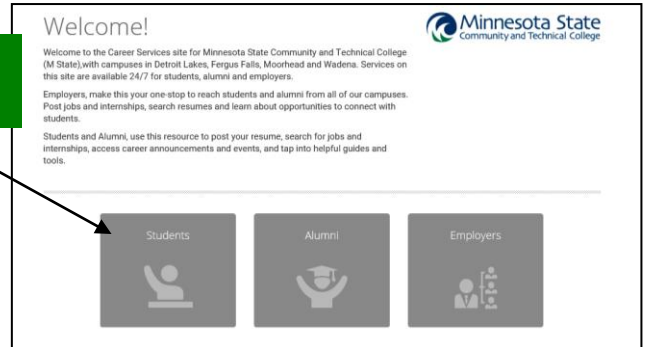 Welcome!
Minnesota State
Community and Technical College
Welcome to the Career Services site for Minnesota State Community and Technical College
(M State),with campuses in Detroit Lakes, Fergus Falls, Moorhead and Wadena. Services on
this site are available 24/7 for students, alumni and employers.
Employers, make this your one-stop to reach students and alumni from all of our campuses.
Post jobs and internships, search resumes and learn about opportunities to connect with
students.
Students and Alumni, use this resource to post your resume, search for jobs and
internships, access career announcements and events, and tap into helpful guides and
tools.
Students
Alumni
Employers